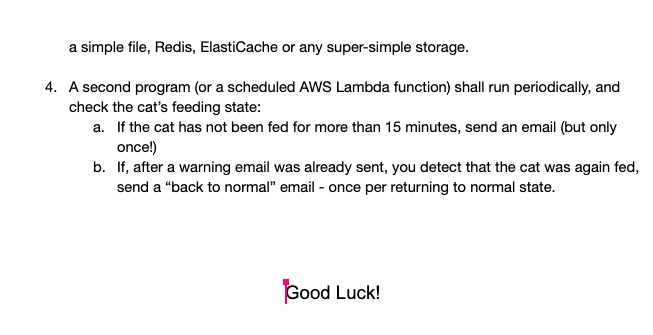 a simple file, Redis, ElastiCache or any super-simple storage.
4. A second program (or a scheduled AWS Lambda function) shall run periodically, and
check the cat’s feeding state:
a. If the cat has not been fed for more than 15 minutes, send an email (but only
once!)
b. If, after a warning email was already sent, you detect that the cat was again fed,
send a “back to normal” email - once per returning to normal state.
Good Luck!